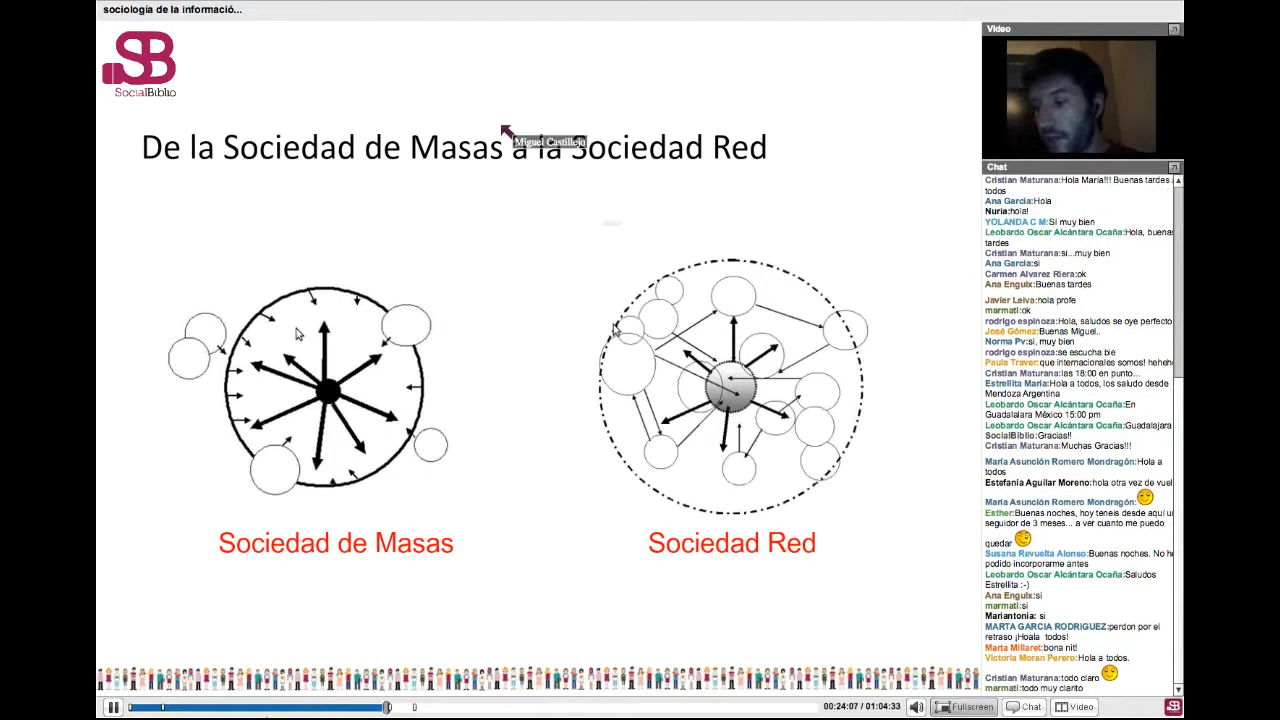 sociología de la informació...
SB
SocialBiblio
De la Sociedad de Masas a la Sociedad Red
Miguel Castillejo
Sociedad de Masas
Sociedad Red
Video
Chat
Cristian Maturana:Hola María!!! Buenas tardes a
todos
Ana Garcia:Hola
Nuria:hola!
YOLANDA C M:Sí muy bien
Leobardo Oscar Alcántara Ocaña:Hola, buenas
tardes
Cristian Maturana:si...muy bien
Ana Garcia:si
Carmen Alvarez Riera:ok
Ana Enguix:Buenas tardes
Javier Leiva:hola profe
marmati:ok
rodrigo espinoza:Hola, saludos se oye perfecto
José Gómez:Buenas Miguel..
Norma Pv:si, muy bien
rodrigo espinoza:se escucha bie
Paula Traver:que internacionales somos! hehehe
Cristian Maturana:las 18:00 en punto...
Estrellita María:Hola a todos, los saludo desde
Mendoza Argentina
Leobardo Oscar Alcántara Ocaña:En
Guadalalara México 15:00 pm
Leobardo Oscar Alcántara Ocaña:Guadalajara
SocialBiblio:Gracias!!
Cristian Maturana:Muchas Gracias!!!
María Asunción Romero Mondragón:Hola a
todos
Estefanía Aguilar Moreno:hola otra vez de vuel
María Asunción Romero Mondragón:
Esther:Buenas noches, hoy teneis desde aquí un
seguidor de 3 meses... a ver cuanto me puedo
quedar
Susana Revuelta Alonso:Buenas noches. No he
podido incorporarme antes
Leobardo Oscar Alcántara Ocaña:Saludos
Estrellita :-)
Ana Enguix:si
marmati:si
Mariantonia: si
MARTA GARCIA RODRIGUEZ:perdon por el
retraso ¡Hoala todos!
Marta Millaret:bona nit!
Victoria Moran Perero:Hola a todos.
Cristian Maturana:todo claro
marmati:todo muy clarito
00:24:07 / 01:04:33
Fullscreen
Chat
Video
SB